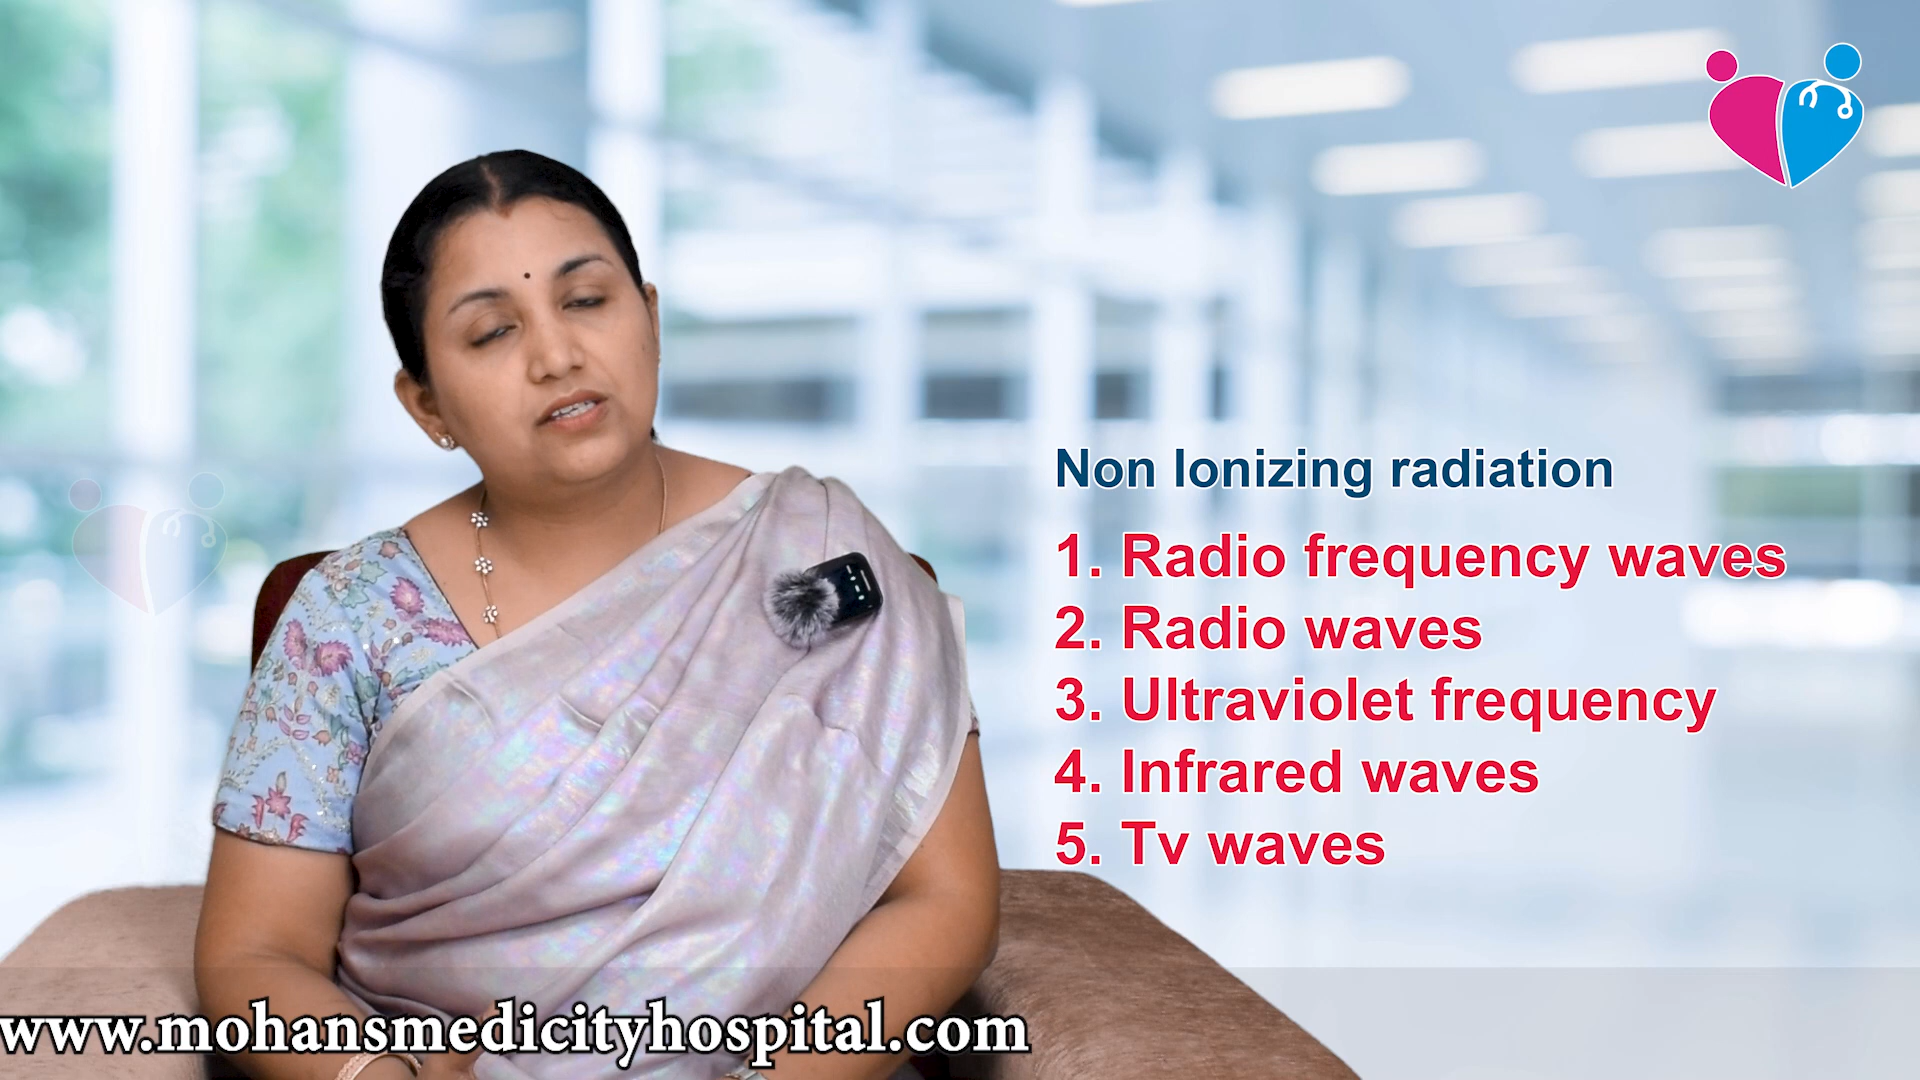 Non Ionizing radiation
1. Radio frequency waves
2. Radio waves
3. Ultraviolet frequency
4. Infrared waves
5. Tv waves
www.mohansmedicityhospital.com